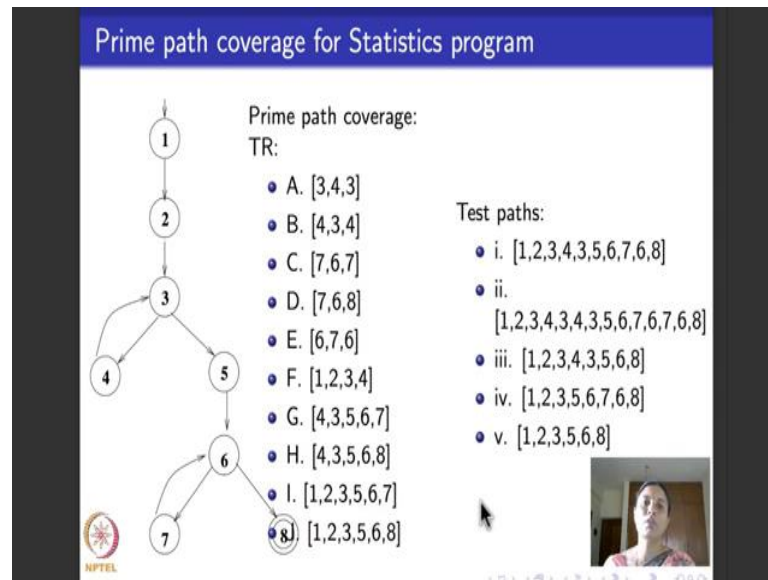 Prime path coverage for Statistics program
1
2
3
4
5
6
7
8
Prime path coverage:
TR:
A. [3,4,3]
B. [4,3,4]
C. [7,6,7]
D. [7,6,8]
E. [6,7,6]
F. [1,2,3,4]
G. [4,3,5,6,7]
H. [4,3,5,6,8]
I. [1,2,3,5,6,7]
J. [1,2,3,5,6,8]
Test paths:
i. [1,2,3,4,3,5,6,7,6,8]
ii.
[1,2,3,4,3,4,3,5,6,7,6,7,6,8]
iii. [1,2,3,4,3,5,6,8]
iv. [1,2,3,5,6,7,6,8]
v. [1,2,3,5,6,8]
NPTEL